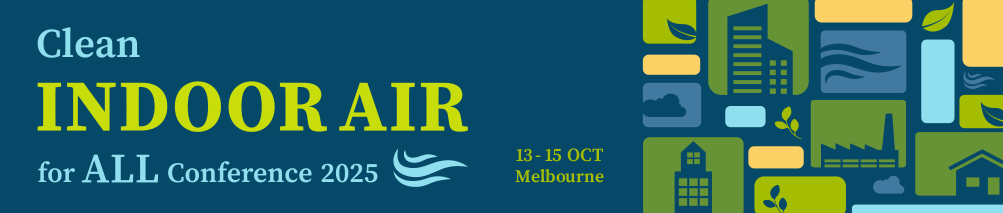 Clean
INDOOR AIR
for ALL Conference 2025
13 - 15 OCT
Melbourne